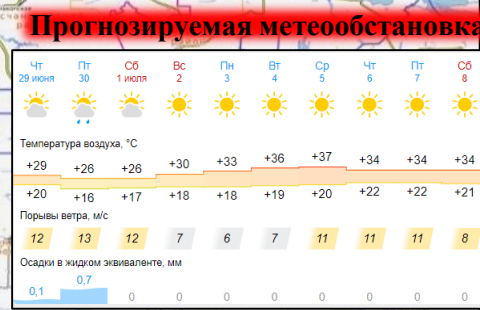 Прогнозируемая метеообстановка
Чт Пт Сб Вс Пн Вт Ср Чт Пт Сб
29 июня 30 1 июля 2 3 4 5 6 7 8
Температура воздуха, °C
+29 +26 +26 +30 +33 +36 +37 +34 +34 +34
+20 +16 +17 +18 +18 +19 +20 +22 +22 +21
Порывы ветра, м/с
12 13 12 7 6 7 11 11 11 8
Осадки в жидком эквиваленте, мм
0,1 0,7 0 0 0 0 0 0 0 0